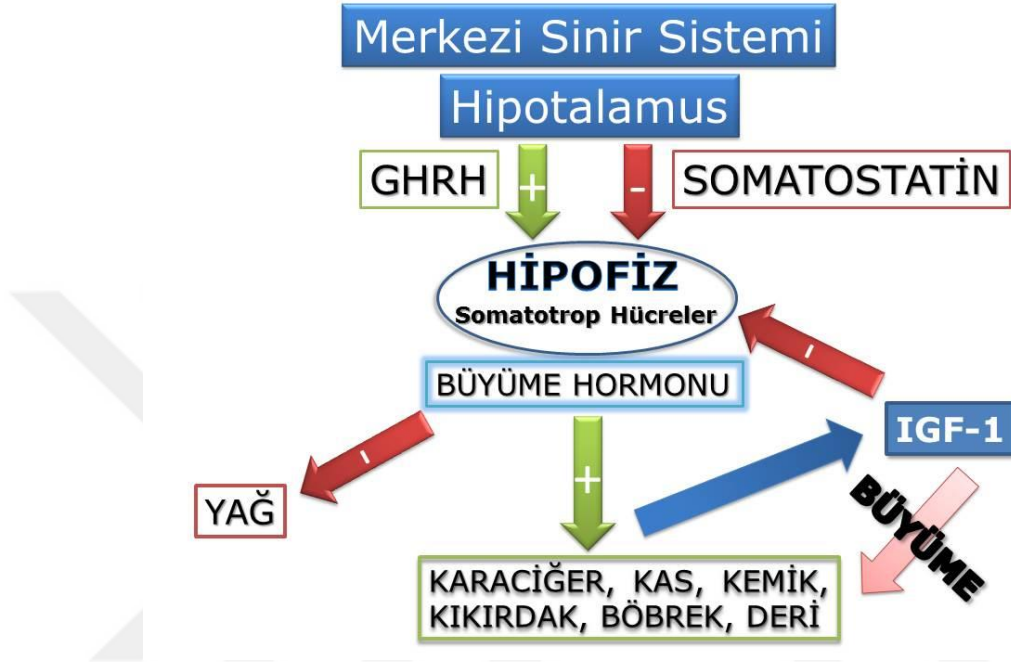 Merkezi Sinir Sistemi
Hipotalamus
GHRH
+
-
SOMATOSTATİN
HİPOFİZ
Somatotrop Hücreler
-
BÜYÜME HORMONU
IGF-1
-
+
YAĞ
BÜYÜME
KARACİĞER, KAS, KEMİK,
KIKIRDAK, BÖBREK, DERİ